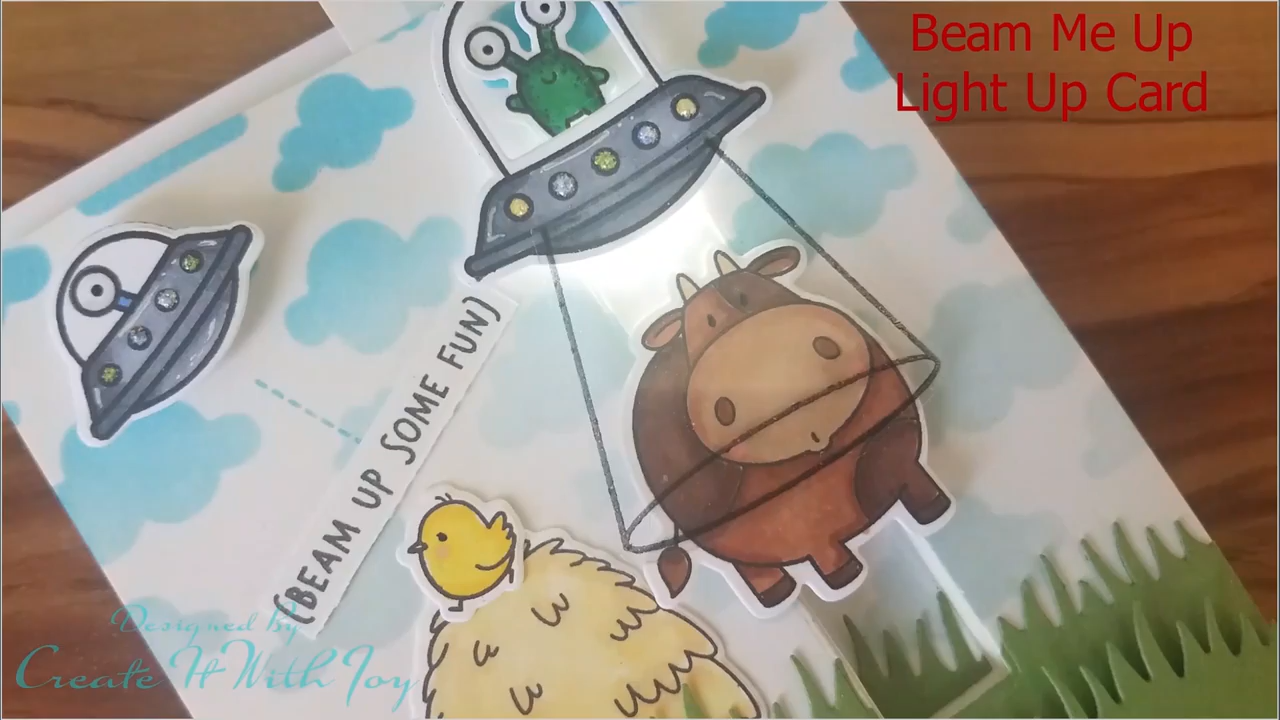 Beam Me Up
Light Up Card
(BEAM UP SOME FUN)
Designed By
Create It With Joy